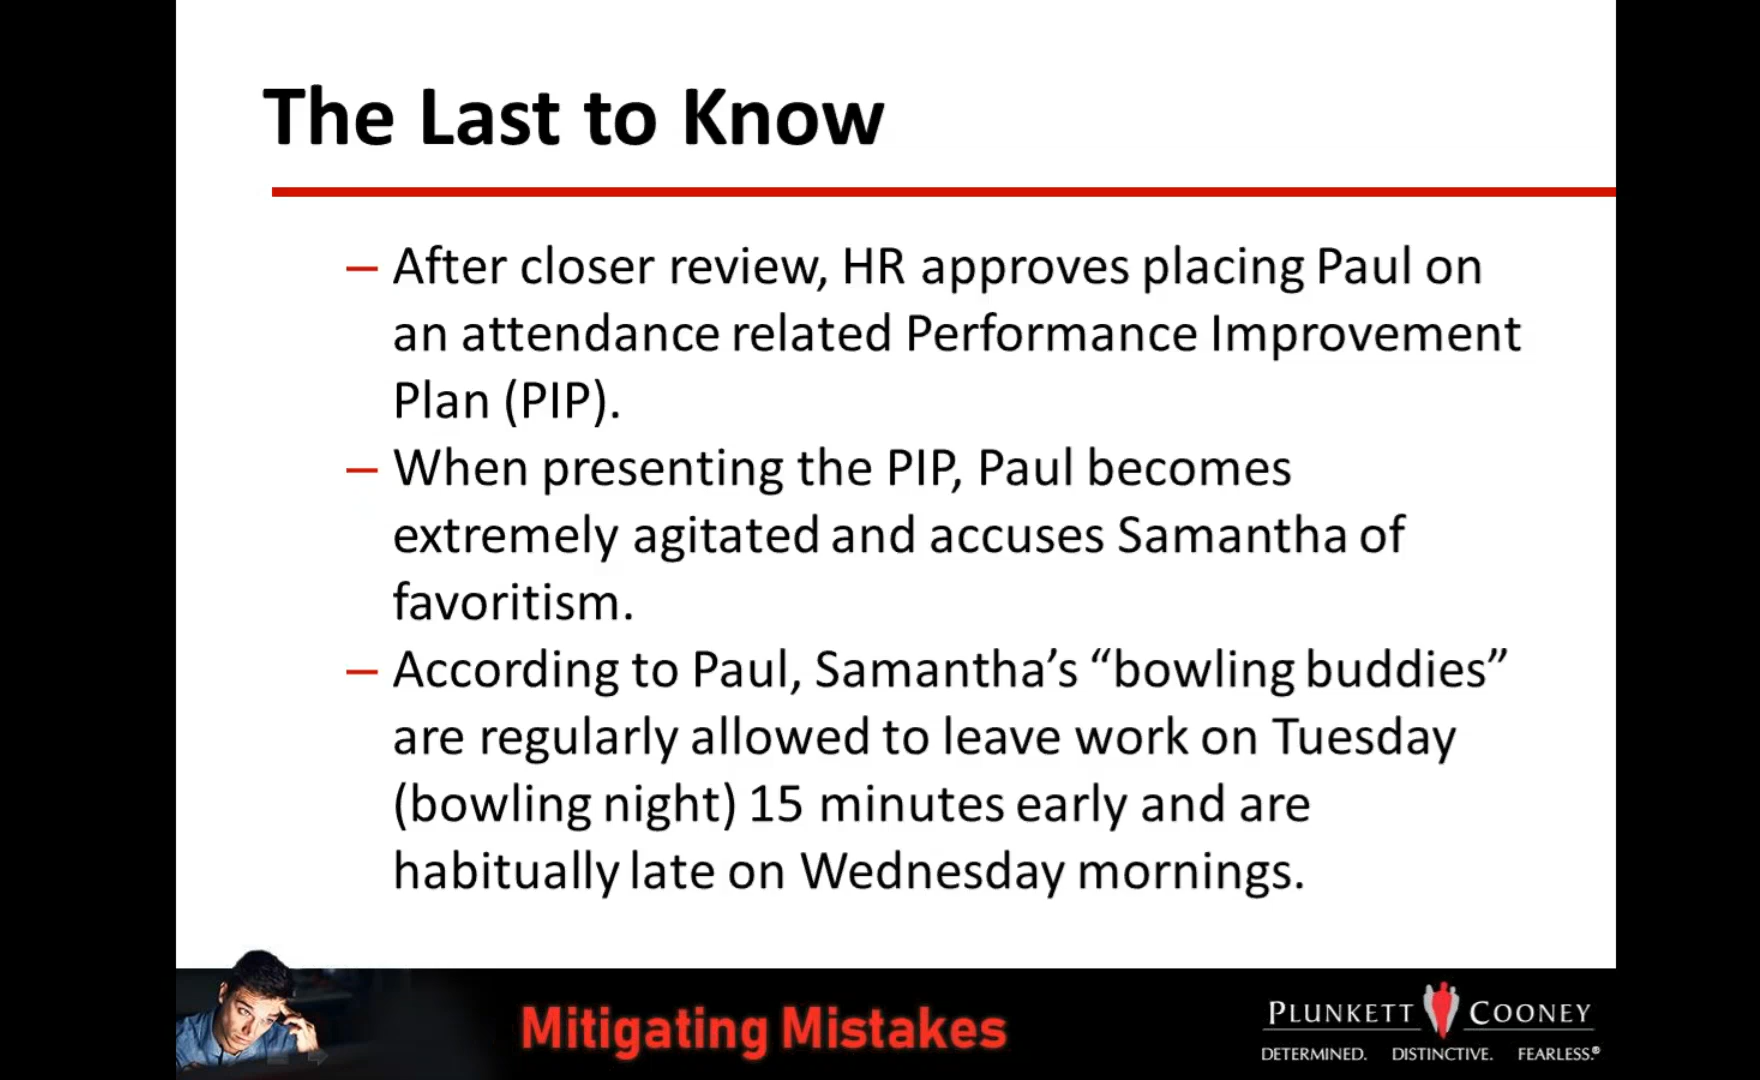 The Last to Know
– After closer review, HR approves placing Paul on
an attendance related Performance Improvement
Plan (PIP).
– When presenting the PIP, Paul becomes
extremely agitated and accuses Samantha of
favoritism.
– According to Paul, Samantha’s “bowling buddies”
are regularly allowed to leave work on Tuesday
(bowling night) 15 minutes early and are
habitually late on Wednesday mornings.
Mitigating Mistakes
PLUNKETT COONEY
DETERMINED. DISTINCTIVE. FEARLESS.®